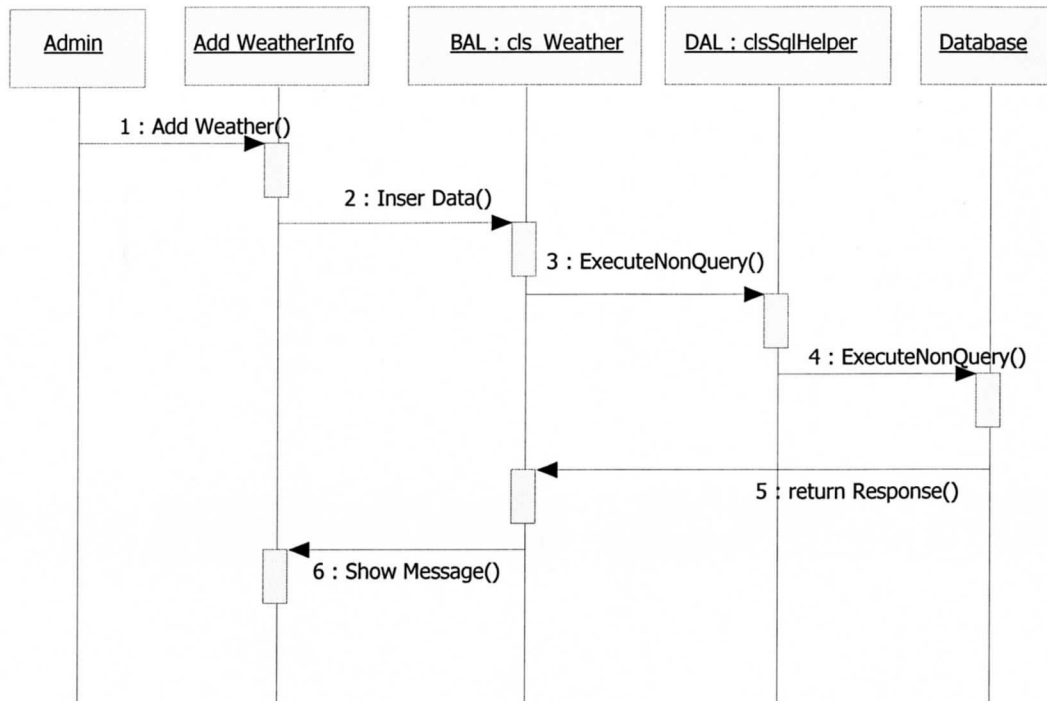 Admin
Add WeatherInfo
BAL : cls_Weather
DAL : clsSqlHelper
Database
1 : Add Weather()
2 : Inser Data()
3 : ExecuteNonQuery()
4 : ExecuteNonQuery()
5 : return Response()
6 : Show Message()